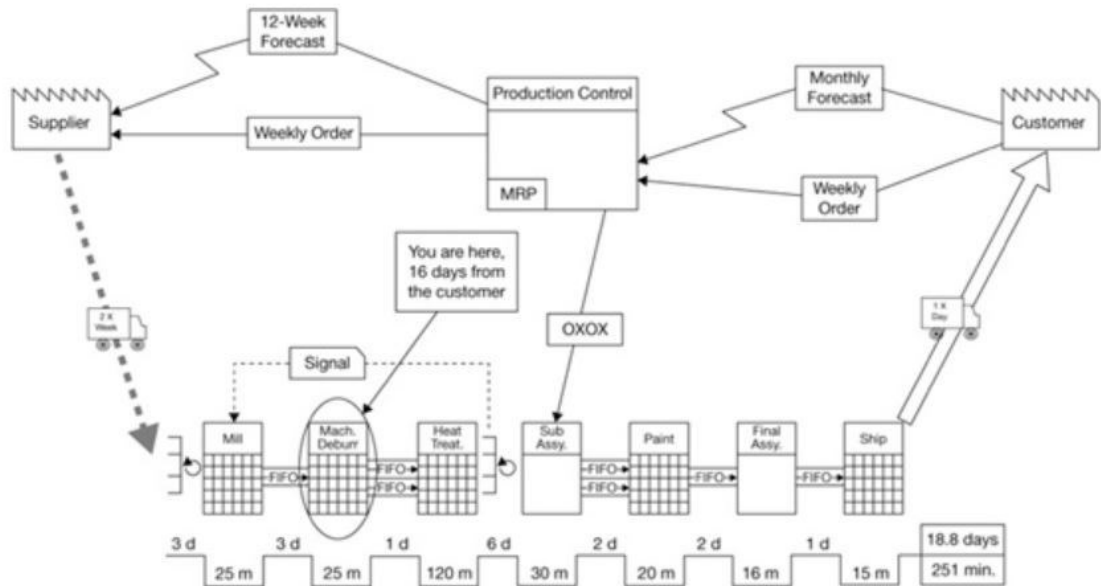 12-Week
Forecast
Monthly
Forecast
Production Control
Supplier
Customer
Weekly Order
MRP
Weekly
Order
You are here,
16 days from
the customer
2 X
Week
1 X
Day
OXOX
Signal
Mill
Mach.
Deburr
Heat
Treat.
Sub
Assy.
Paint
Final
Assy.
Ship
FIFO
FIFO
FIFO
FIFO
FIFO
FIFO
FIFO
3 d 3 d 1 d 6 d 2 d 2 d 1 d 18.8 days
25 m 25 m 120 m 30 m 20 m 16 m 15 m 251 min.